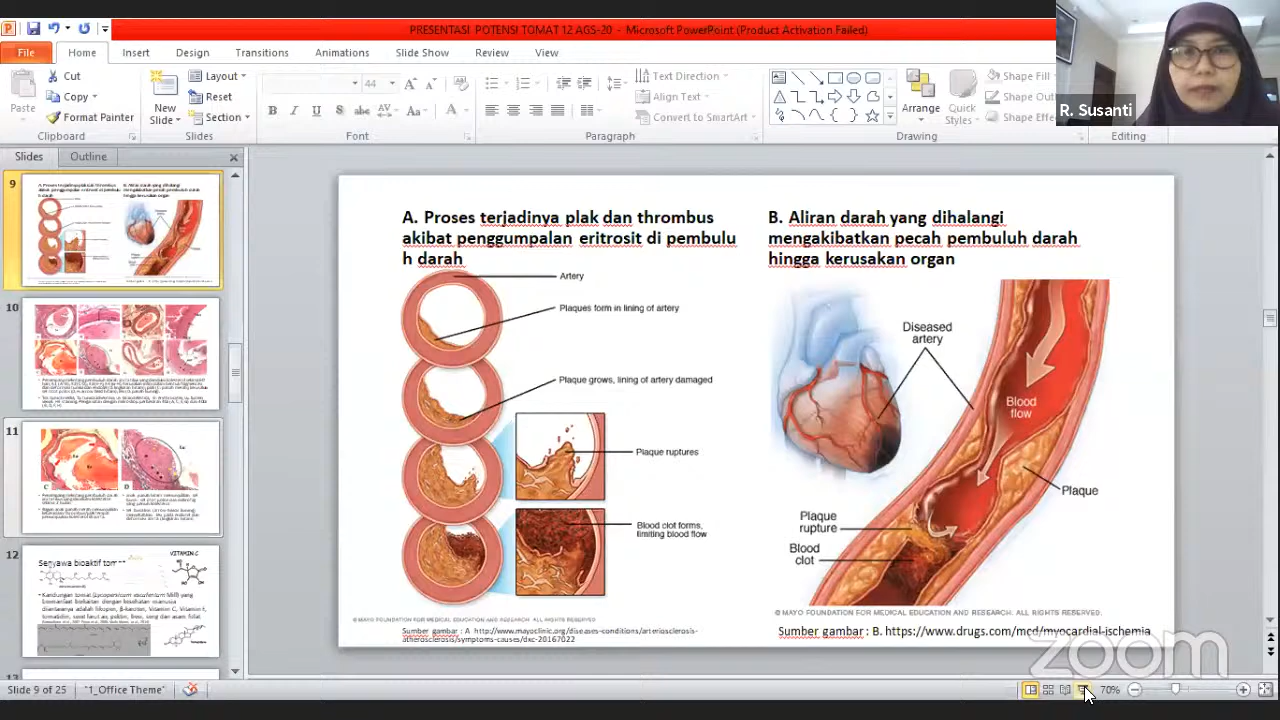 PRESENTASI POTENSI TOMAT 12 AGS-20 - Microsoft PowerPoint (Product Activation Failed)
File Home Insert Design Transitions Animations Slide Show Review View
Cut
Copy
Format Painter
Paste
Clipboard
New
Slide
Layout
Reset
Section
Slides
44
Font
Text Direction
Align Text
Convert to SmartArt
Paragraph
Arrange
Quick
Styles
Shape Fill
Shape Out
Shape Effe
Drawing
Editing
R. Susanti
Slides Outline
9
10
11
12
VITAMIN C
A. Proses terjadinya plak dan thrombus
akibat penggumpalan eritrosit di pembulu
h darah
Artery
Plaques form in lining of artery
Plaque grows, lining of artery damaged
Plaque ruptures
Blood clot forms,
limiting blood flow
© MAYO FOUNDATION FOR MEDICAL EDUCATION AND RESEARCH. ALL RIGHTS RESERVED.
Sumber gambar : A http://www.mayoclinic.org/diseases-conditions/arteriosclerosis-
atherosclerosis/symptoms-causes/dxc-20167022
B. Aliran darah yang dihalangi
mengakibatkan pecah pembuluh darah
hingga kerusakan organ
Diseased
artery
Blood
flow
Plaque
Plaque
rupture
Blood
clot
© MAYO FOUNDATION FOR MEDICAL EDUCATION AND RESEARCH. ALL RIGHTS RESERVED.
Sumber gambar : B. https://www.drugs.com/mcd/myocardial-ischemia
zoom
Slide 9 of 25
"1_Office Theme"
70%